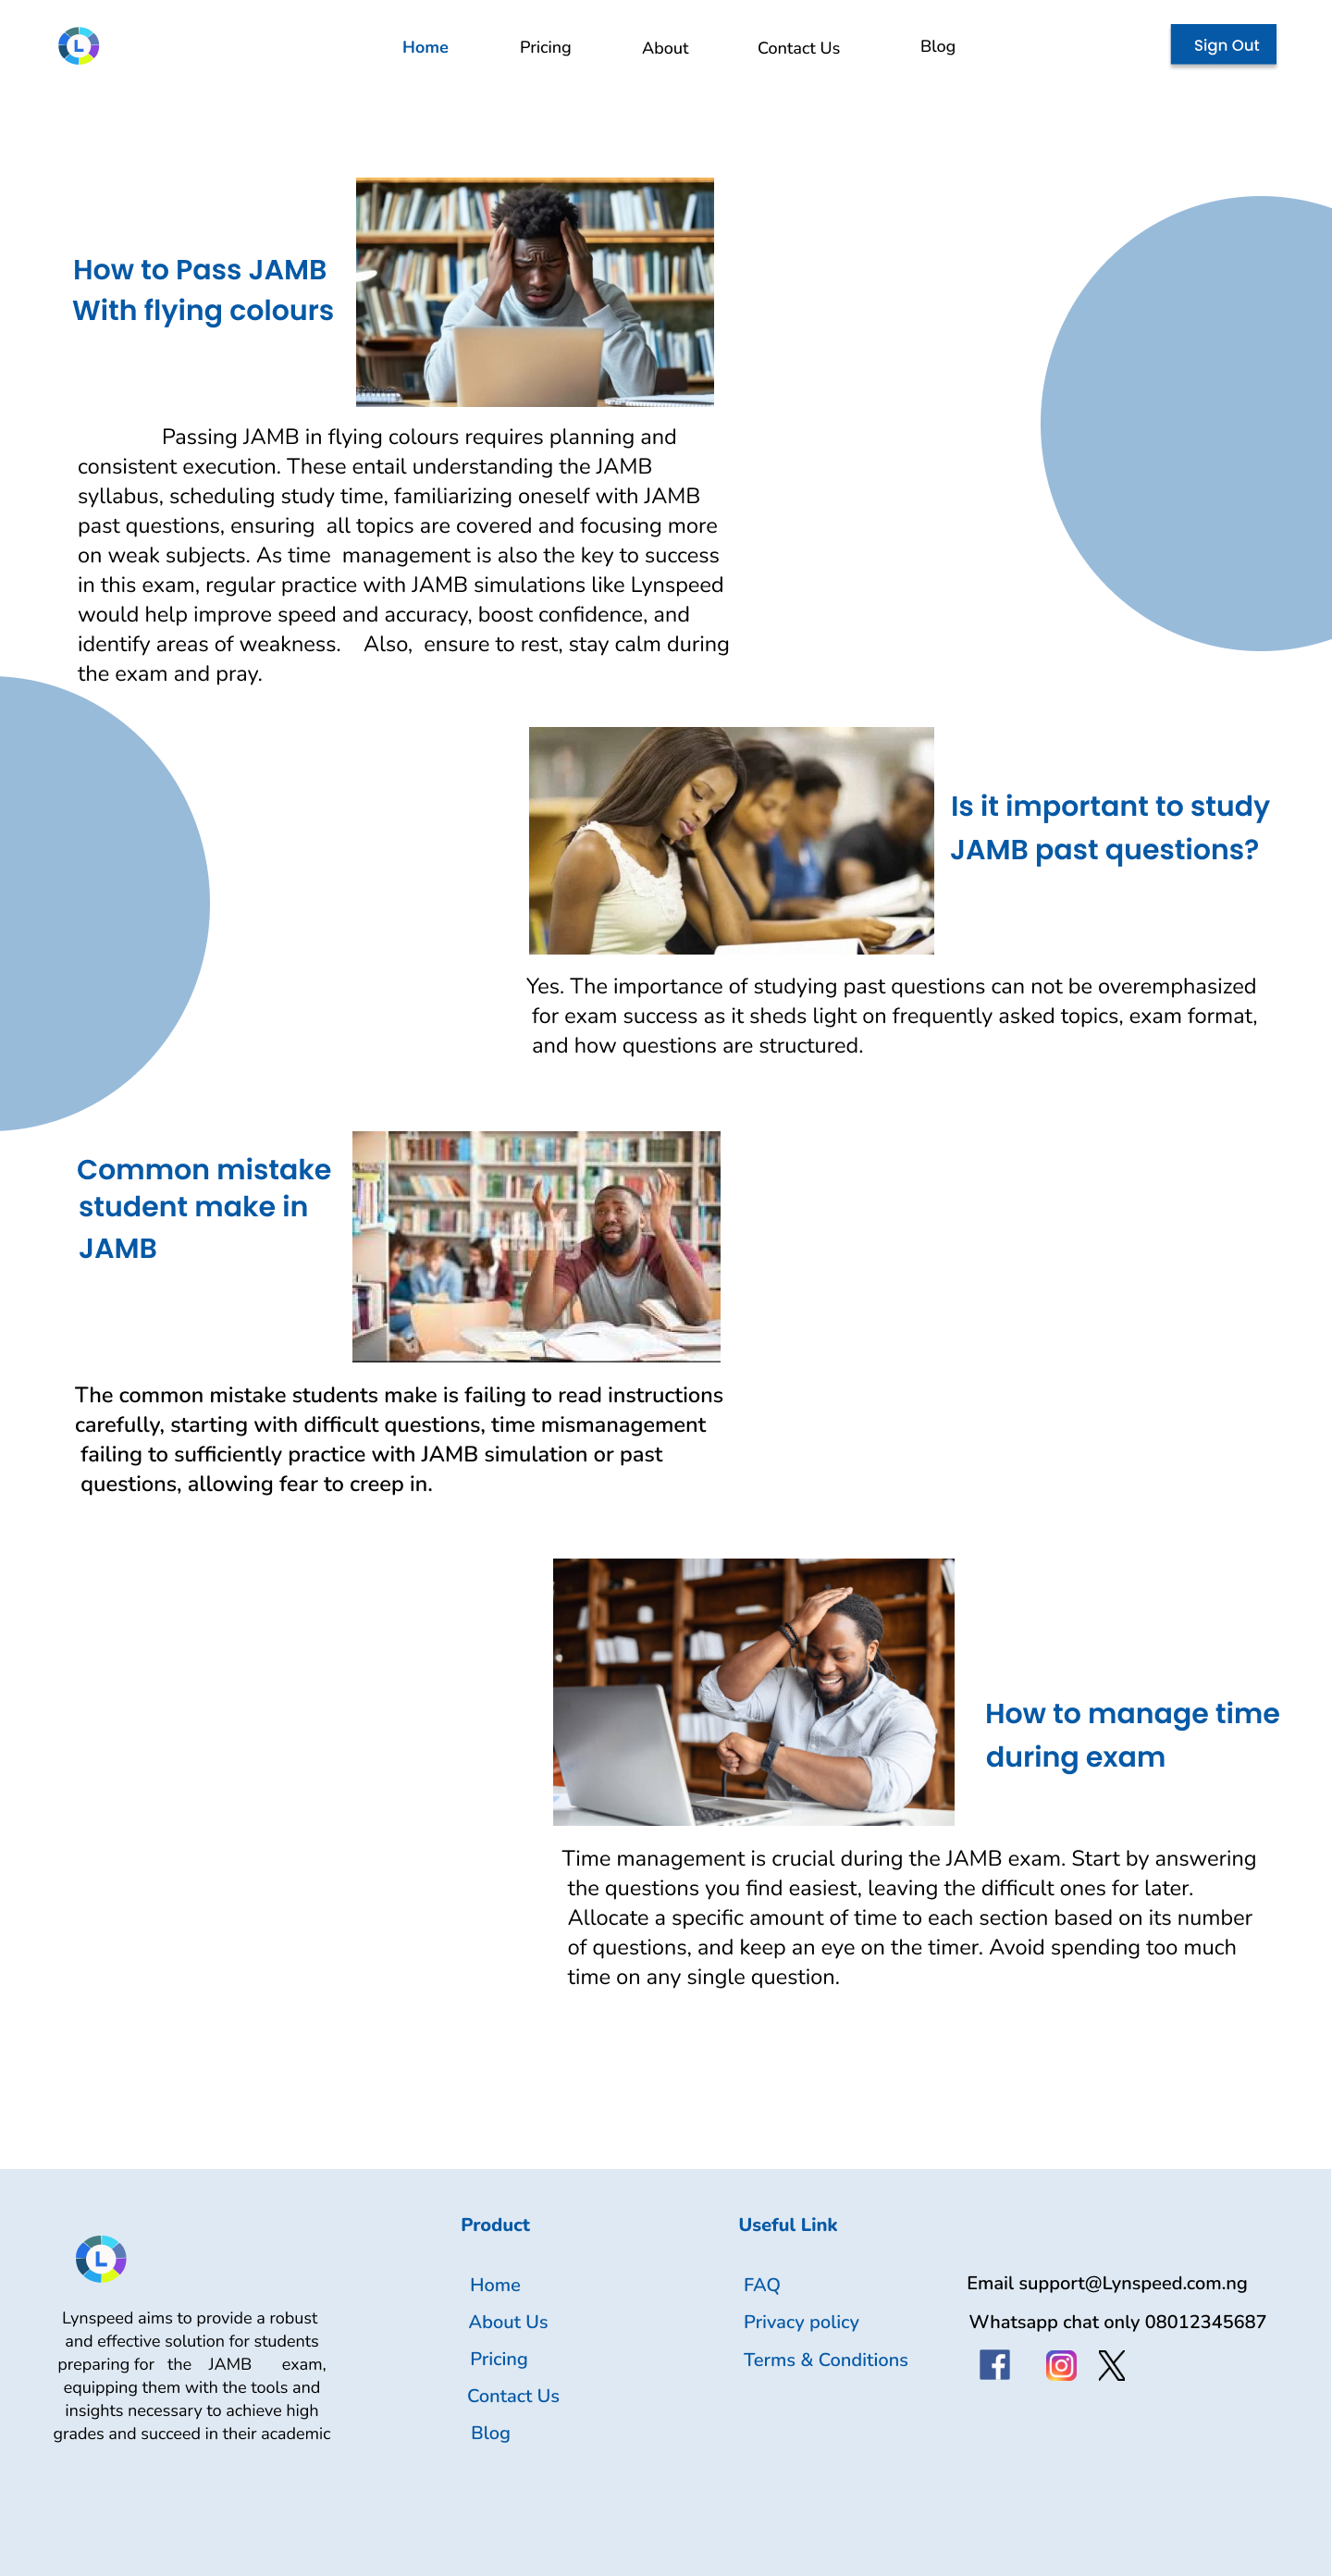 L
Home
Pricing
About
Contact Us
Blog
Sign Out
How to Pass JAMB
With flying colours
Passing JAMB in flying colours requires planning and
consistent execution. These entail understanding the JAMB
syllabus, scheduling study time, familiarizing oneself with JAMB
past questions, ensuring all topics are covered and focusing more
on weak subjects. As time management is also the key to success
in this exam, regular practice with JAMB simulations like Lynspeed
would help improve speed and accuracy, boost confidence, and
identify areas of weakness. Also, ensure to rest, stay calm during
the exam and pray.
Is it important to study
JAMB past questions?
Yes. The importance of studying past questions can not be overemphasized
for exam success as it sheds light on frequently asked topics, exam format,
and how questions are structured.
Common mistake
student make in
JAMB
The common mistake students make is failing to read instructions
carefully, starting with difficult questions, time mismanagement
failing to sufficiently practice with JAMB simulation or past
questions, allowing fear to creep in.
How to manage time
during exam
Time management is crucial during the JAMB exam. Start by answering
the questions you find easiest, leaving the difficult ones for later.
Allocate a specific amount of time to each section based on its number
of questions, and keep an eye on the timer. Avoid spending too much
time on any single question.
L
Lynspeed aims to provide a robust
and effective solution for students
preparing for the JAMB exam,
equipping them with the tools and
insights necessary to achieve high
grades and succeed in their academic
Product
Home
About Us
Pricing
Contact Us
Blog
Useful Link
FAQ
Privacy policy
Terms & Conditions
Email support@Lynspeed.com.ng
Whatsapp chat only 08012345687